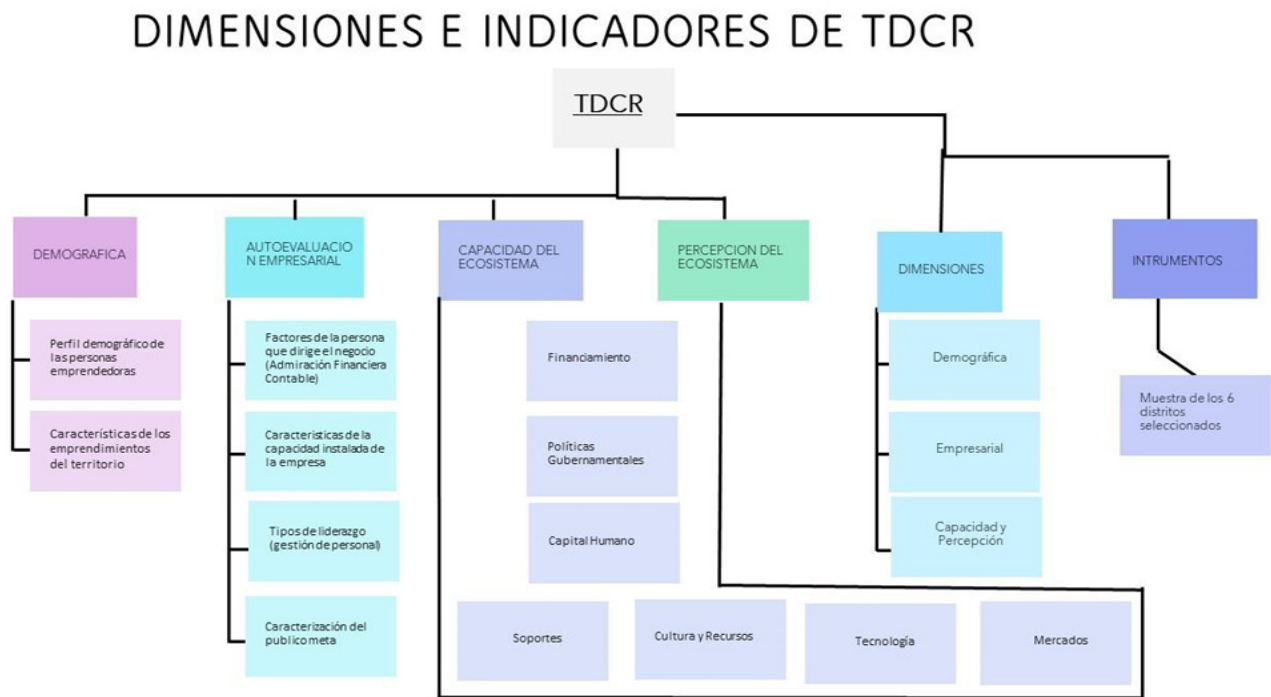 DIMENSIONES E INDICADORES DE TDCR
TDCR
DEMOGRAFICA
AUTOEVALUACIO
N EMPRESARIAL
CAPACIDAD DEL
ECOSISTEMA
PERCEPCION DEL
ECOSISTEMA
DIMENSIONES
INTRUMENTOS
Perfil demográfico de
las personas
emprendedoras
Características de los
emprendimientos
del territorio
Factores de la persona
que dirige el negocio
(Admiración Financiera
Contable)
Caracteristicas de la
capacidad instalada de
la empresa
Tipos de liderazgo
(gestión de personal)
Caracterización del
publico meta
Financiamiento
Políticas
Gubernamentales
Capital Humano
Soportes
Cultura y Recursos
Tecnología
Mercados
Demográfica
Empresarial
Capacidad y
Percepción
Muestra de los 6
distritos
seleccionados